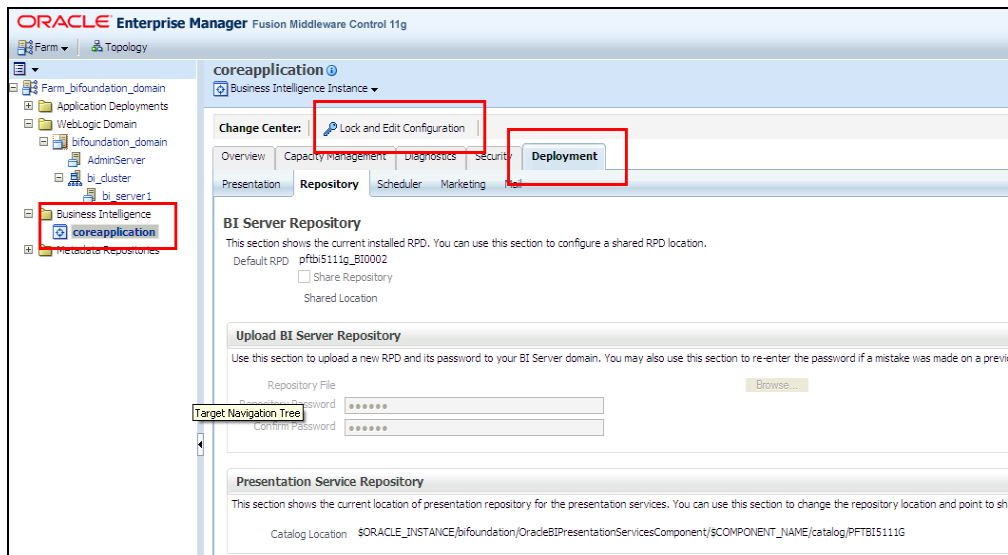 ORACLE Enterprise Manager Fusion Middleware Control 11g
Farm Topology
Farm_bifoundation_domain
Application Deployments
WebLogic Domain
bifoundation_domain
AdminServer
bi_cluster
bi_server1
Business Intelligence
coreapplication
Metadata Repositories
Target Navigation Tree
coreapplication
Business Intelligence Instance
Change Center: Lock and Edit Configuration
Overview Capacity Management Diagnostics Security Deployment
Presentation Repository Scheduler Marketing Mail
BI Server Repository
This section shows the current installed RPD. You can use this section to configure a shared RPD location.
Default RPD pftbi5111g_BI0002
Share Repository
Shared Location
Upload BI Server Repository
Use this section to upload a new RPD and its password to your BI Server domain. You may also use this section to re-enter the password if a mistake was made on a previ
Repository File Browse...
Repository Password ●●●●●●
Confirm Password ●●●●●●
Presentation Service Repository
This section shows the current location of presentation repository for the presentation services. You can use this section to change the repository location and point to sh
Catalog Location $ORACLE_INSTANCE/bifoundation/OracleBIPresentationServicesComponent/$COMPONENT_NAME/catalog/PFTBI5111G